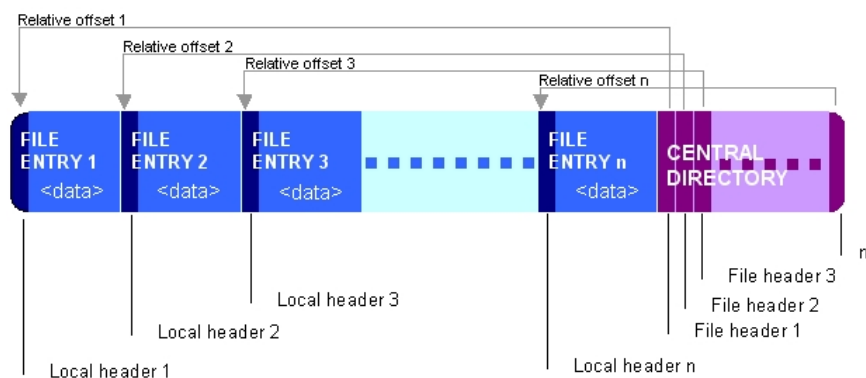 Relative offset 1
Relative offset 2
Relative offset 3
Relative offset n
FILE
ENTRY 1
<data>
FILE
ENTRY 2
<data>
FILE
ENTRY 3
<data>
FILE
ENTRY n
<data>
CENTRAL
DIRECTORY
n
File header 3
Local header 3
File header 2
Local header 2
File header 1
Local header n
Local header 1